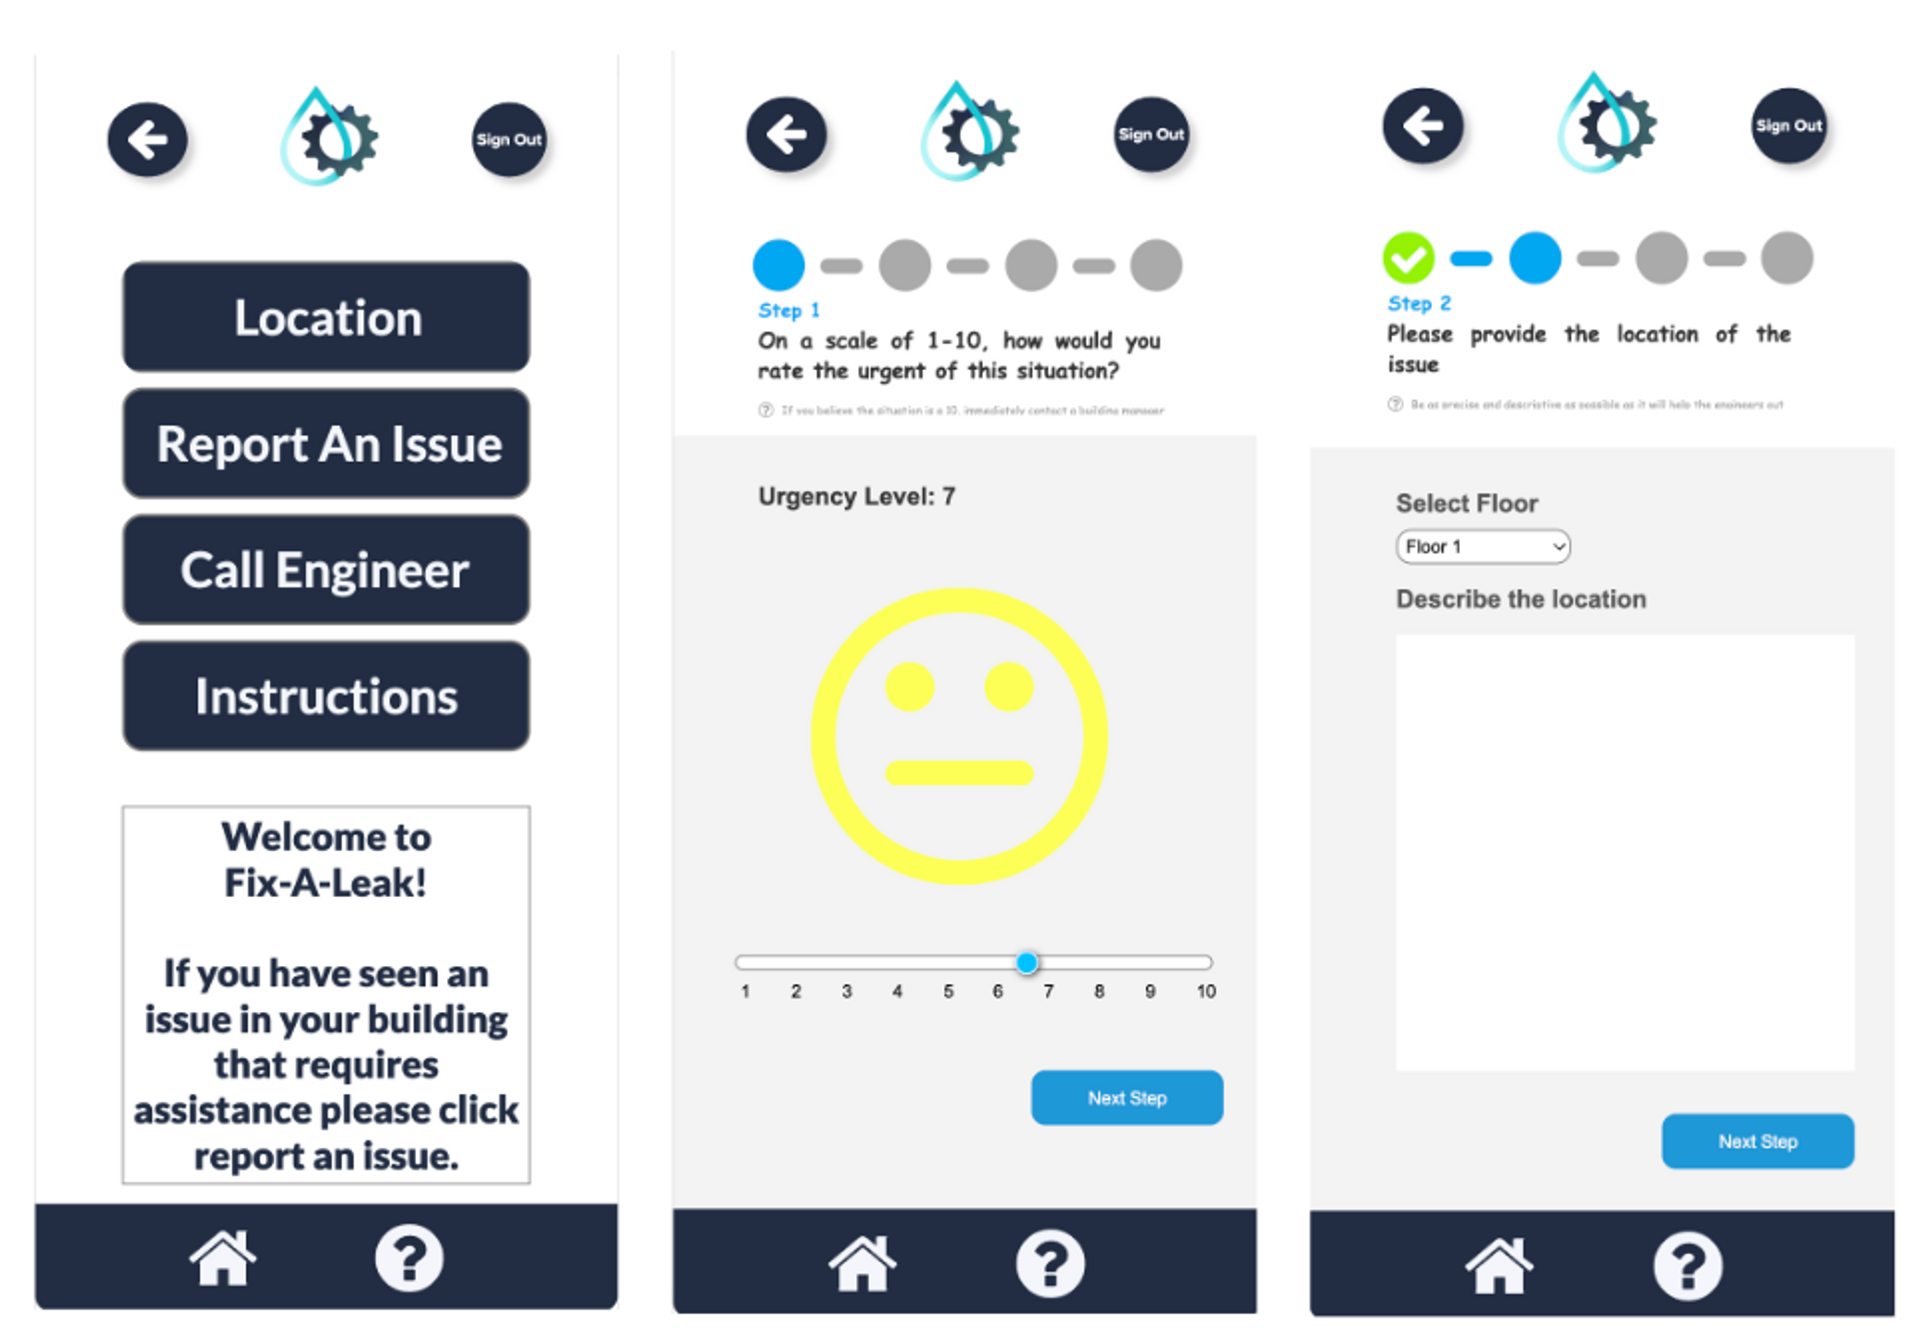 Sign Out
Location
Report An Issue
Call Engineer
Instructions
Welcome to
Fix-A-Leak!
If you have seen an
issue in your building
that requires
assistance please click
report an issue.
Sign Out
Step 1
On a scale of 1-10, how would you
rate the urgent of this situation?
If you believe the situation is a 10, immediately contact a building manager
Urgency Level: 7
1 2 3 4 5 6 7 8 9 10
Next Step
Sign Out
Step 2
Please provide the location of the
issue
Be as precise and descriptive as possible as it will help the engineers out
Select Floor
Floor 1
Describe the location
Next Step